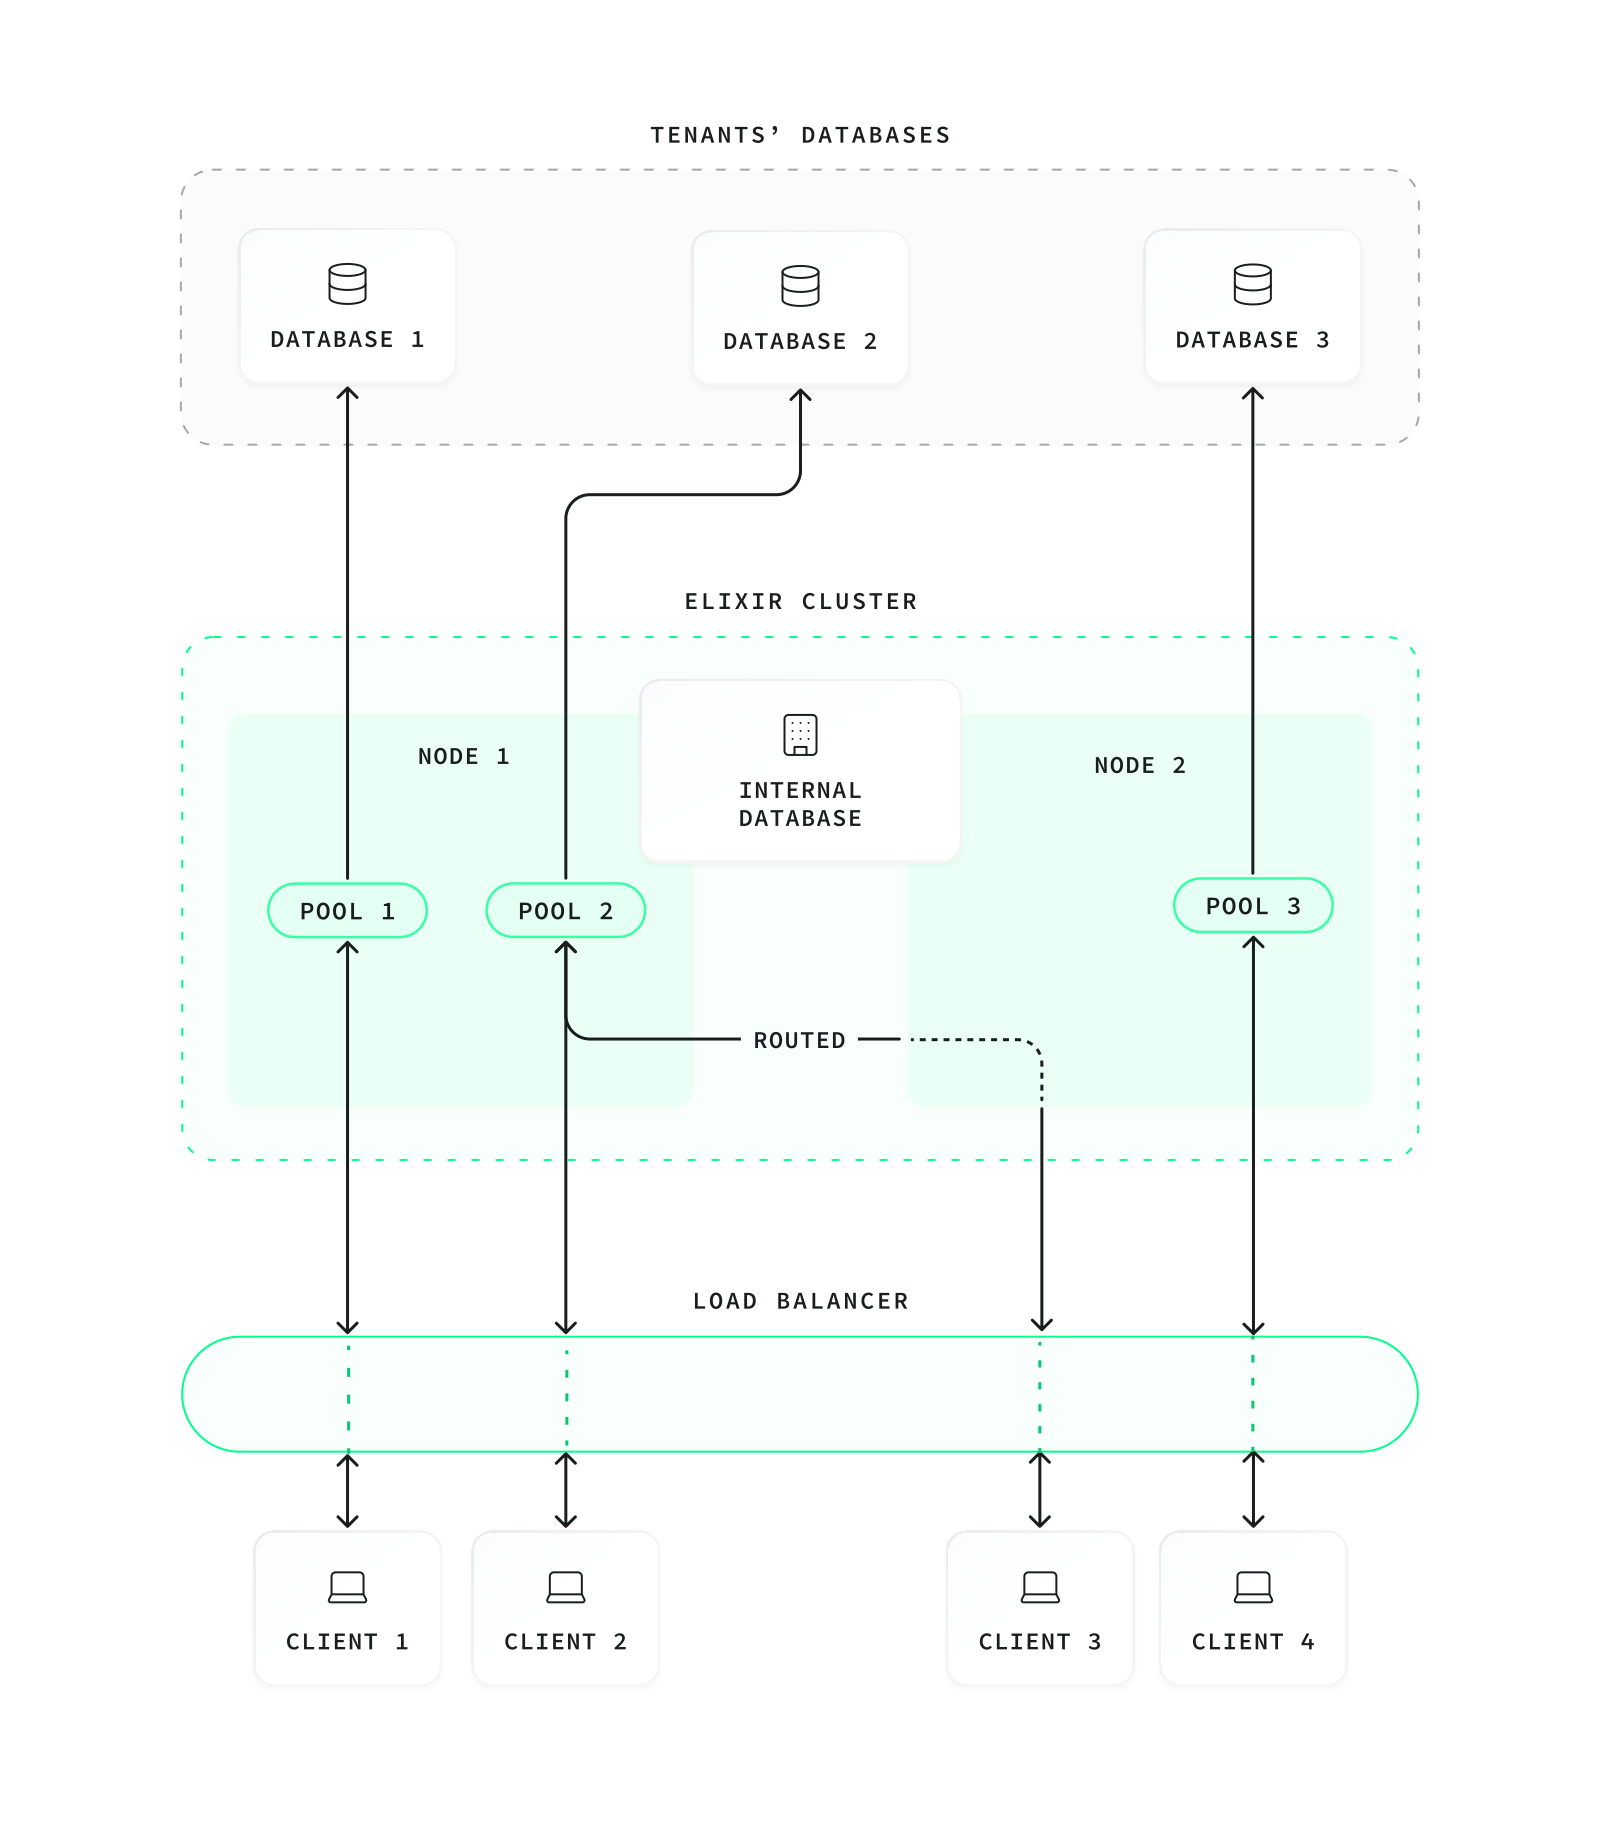 TENANTS’ DATABASES
DATABASE 1
DATABASE 2
DATABASE 3
ELIXIR CLUSTER
NODE 1
INTERNAL
DATABASE
NODE 2
POOL 1
POOL 2
POOL 3
ROUTED
LOAD BALANCER
CLIENT 1
CLIENT 2
CLIENT 3
CLIENT 4